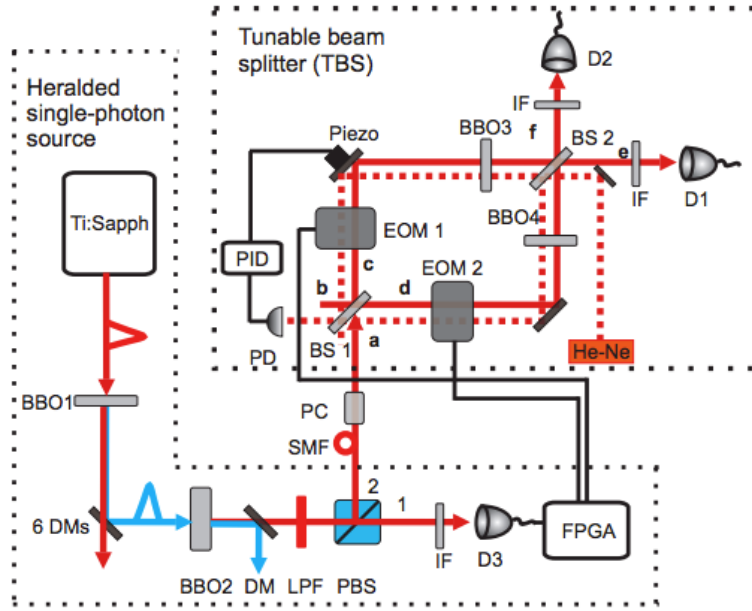 Tunable beam
splitter (TBS)
D2
Heralded
single-photon
source
IF
Piezo
BBO3
f
BS 2
e
IF
D1
Ti:Sapph
EOM 1
BBO4
PID
c
EOM 2
b
d
PD
BS 1
a
He-Ne
BBO1
PC
SMF
2
1
6 DMs
FPGA
IF
D3
BBO2
DM
LPF
PBS